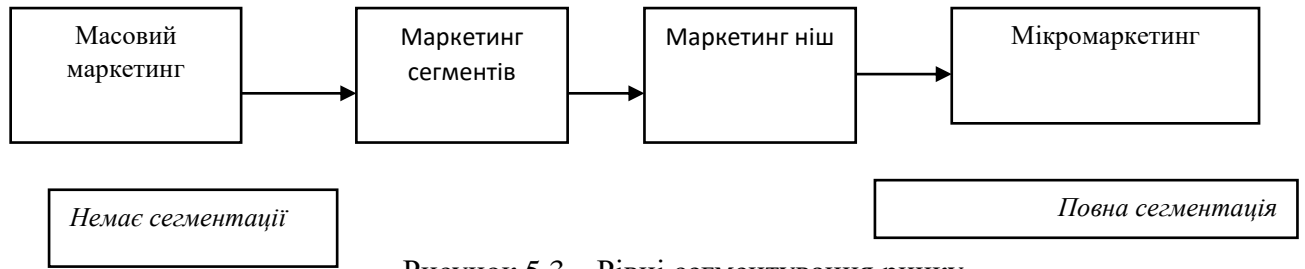 Масовий
маркетинг
Маркетинг
сегментів
Маркетинг ніш
Мікромаркетинг
Немає сегментації
Повна сегментація
Рисунок 5.3 – Рівні сегментування ринку